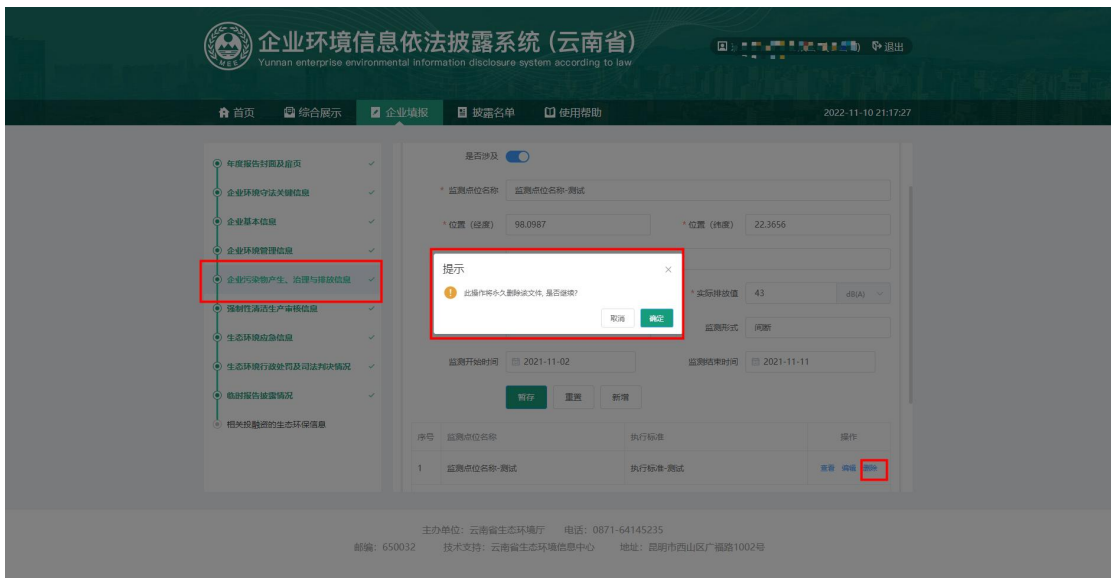 企业环境信息依法披露系统 (云南省)
Yunnan enterprise environmental information disclosure system according to law
MEE
退出
首页 综合展示 企业填报 披露名单 使用帮助 2022-11-10 21:17:27
年度报告封面及扉页
企业环境守法关键信息
企业基本信息
企业环境管理信息
企业污染物产生、治理与排放信息
强制性清洁生产审核信息
生态环境应急信息
生态环境行政处罚及司法判决情况
临时报告披露情况
相关投融资的生态环保信息
是否涉及
* 监测点位名称 监测点位名称-测试
* 位置（经度） 98.0987 * 位置（纬度） 22.3656
提示
此操作将永久删除该文件, 是否继续?
取消 确定
* 实际排放值 43 dB(A)
监测形式 间断
监测开始时间 2021-11-02 监测结束时间 2021-11-11
暂存 重置 新增
序号 监测点位名称 执行标准 操作
1 监测点位名称-测试 执行标准-测试 查看 编辑 删除
主办单位：云南省生态环境厅 电话：0871-64145235
邮编：650032 技术支持：云南省生态环境信息中心 地址：昆明市西山区广福路1002号